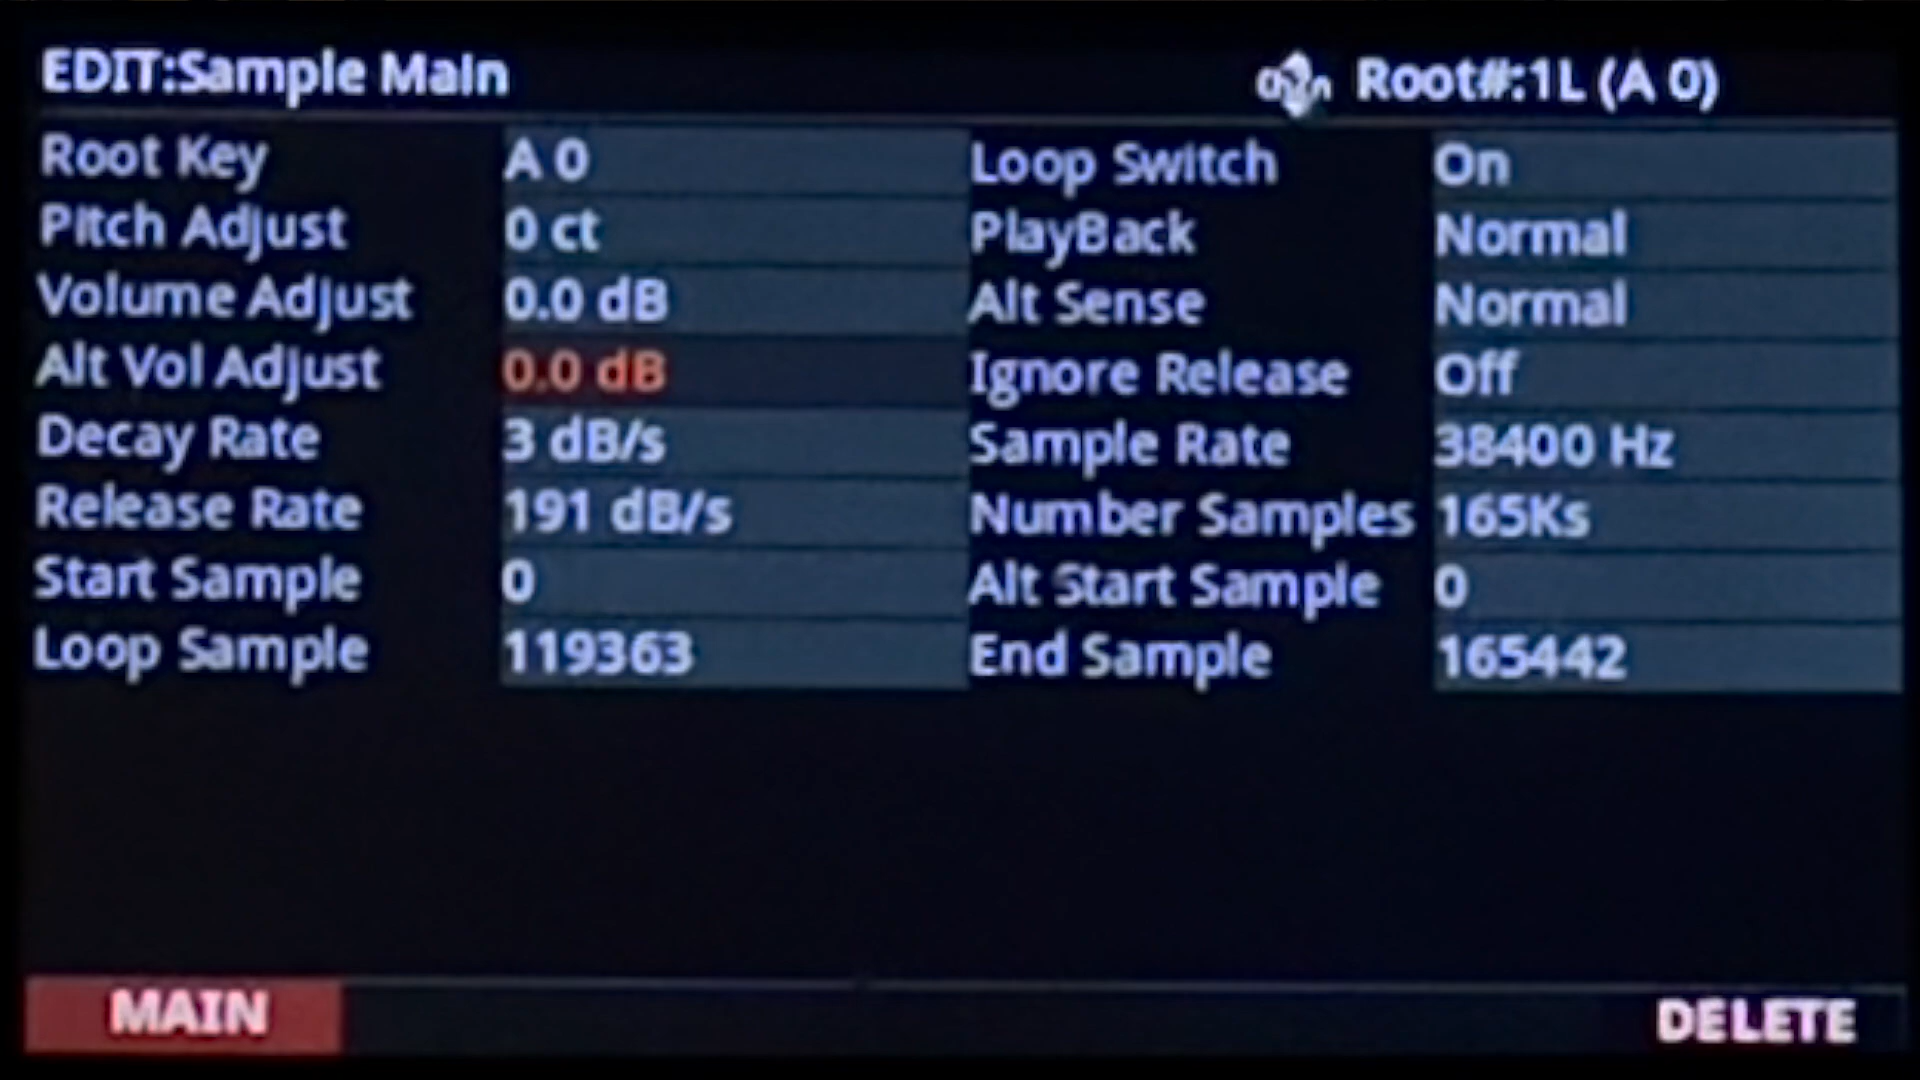 EDIT:Sample Main
Root#:1L (A 0)
Root Key A 0 Loop Switch On
Pitch Adjust 0 ct PlayBack Normal
Volume Adjust 0.0 dB Alt Sense Normal
Alt Vol Adjust 0.0 dB Ignore Release Off
Decay Rate 3 dB/s Sample Rate 38400 Hz
Release Rate 191 dB/s Number Samples 165Ks
Start Sample 0 Alt Start Sample 0
Loop Sample 119363 End Sample 165442
MAIN DELETE